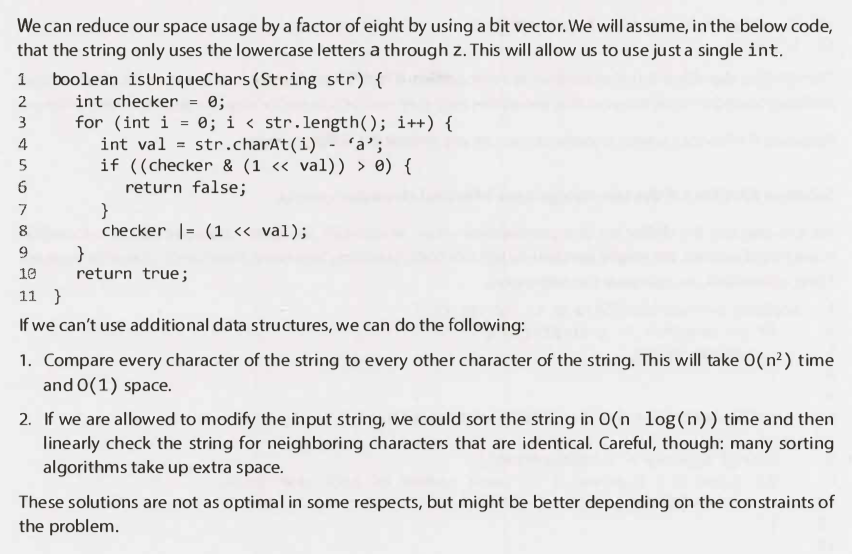 We can reduce our space usage by a factor of eight by using a bit vector. We will assume, in the below code,
that the string only uses the lowercase letters a through z. This will allow us to use just a single int.
1 boolean isUniqueChars(String str) {
2 int checker = 0;
3 for (int i = 0; i < str.length(); i++) {
4 int val = str.charAt(i) - ‘a’;
5 if ((checker & (1 << val)) > 0) {
6 return false;
7 }
8 checker |= (1 << val);
9 }
10 return true;
11 }
If we can’t use additional data structures, we can do the following:
1. Compare every character of the string to every other character of the string. This will take O(n²) time
and O(1) space.
2. If we are allowed to modify the input string, we could sort the string in O(n log(n)) time and then
linearly check the string for neighboring characters that are identical. Careful, though: many sorting
algorithms take up extra space.
These solutions are not as optimal in some respects, but might be better depending on the constraints of
the problem.